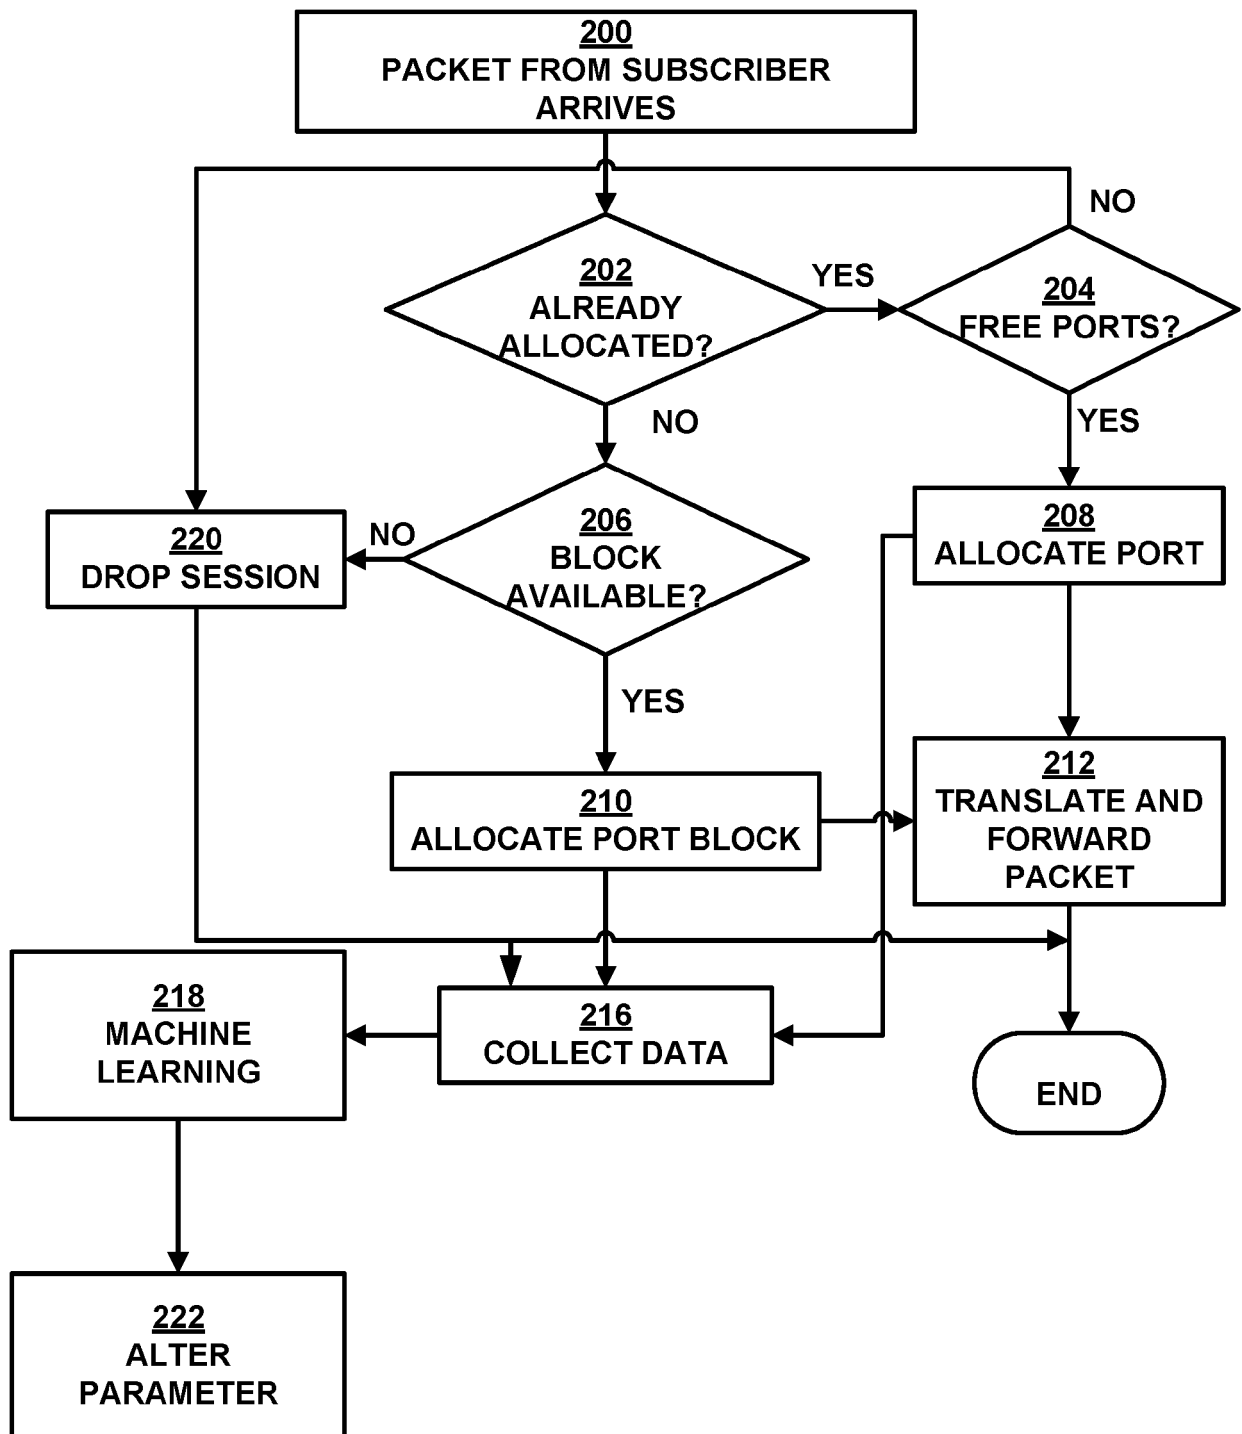 200
PACKET FROM SUBSCRIBER
ARRIVES
NO
202
ALREADY
ALLOCATED?
YES
204
FREE PORTS?
NO
YES
220
DROP SESSION
NO
206
BLOCK
AVAILABLE?
208
ALLOCATE PORT
YES
210
ALLOCATE PORT BLOCK
212
TRANSLATE AND
FORWARD
PACKET
218
MACHINE
LEARNING
216
COLLECT DATA
END
222
ALTER
PARAMETER